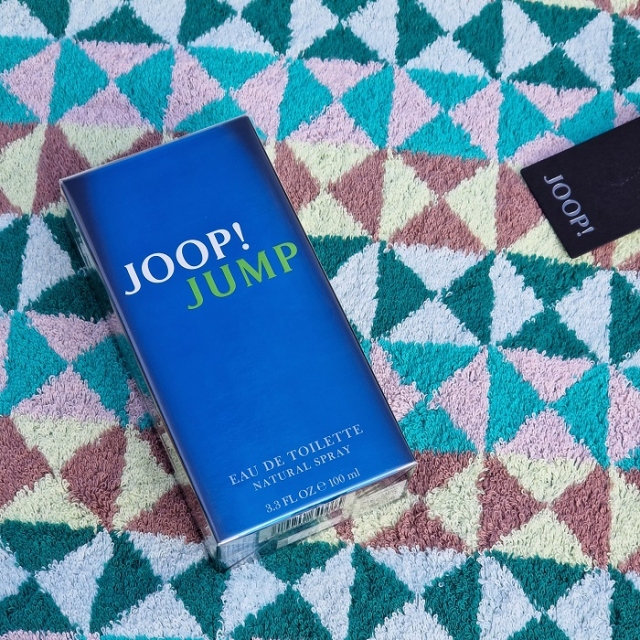 JOOP!
JUMP
EAU DE TOILETTE
NATURAL SPRAY
3.3 FL OZ ℮ 100 ml
JOOP!